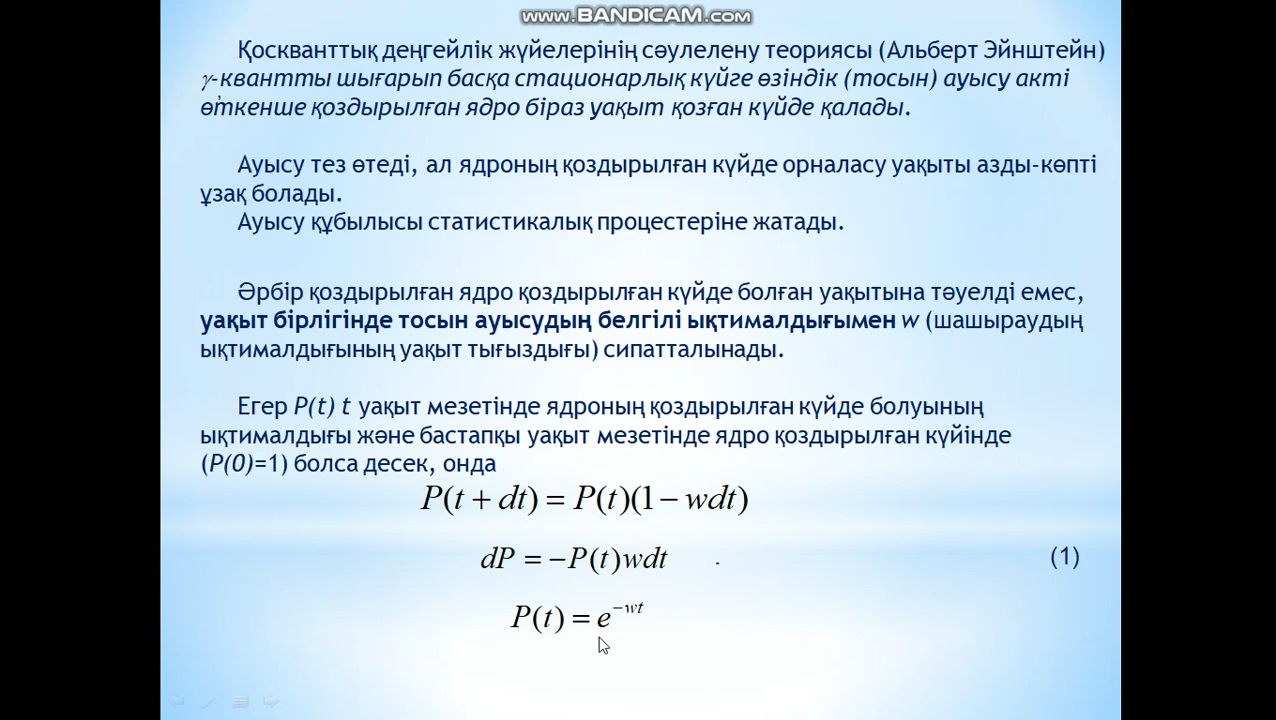 www.BANDICAM.com
Қоскванттық деңгейлік жүйелерінің сәулелену теориясы (Альберт Эйнштейн)
γ-квантты шығарып басқа стационарлық күйге өзіндік (тосын) ауысу акті
өткенше қоздырылған ядро біраз уақыт қозған күйде қалады.
Ауысу тез өтеді, ал ядроның қоздырылған күйде орналасу уақыты азды-көпті
ұзақ болады.
Ауысу құбылысы статистикалық процестеріне жатады.
Әрбір қоздырылған ядро қоздырылған күйде болған уақытына тәуелді емес,
уақыт бірлігінде тосын ауысудың белгілі ықтималдығымен w (шашыраудың
ықтималдығының уақыт тығыздығы) сипатталынады.
Егер P(t) t уақыт мезетінде ядроның қоздырылған күйде болуының
ықтималдығы және бастапқы уақыт мезетінде ядро қоздырылған күйінде
(P(0)=1) болса десек, онда
P(t + dt) = P(t)(1 − wdt)
dP = −P(t)wdt . (1)
P(t) = e^{−wt}